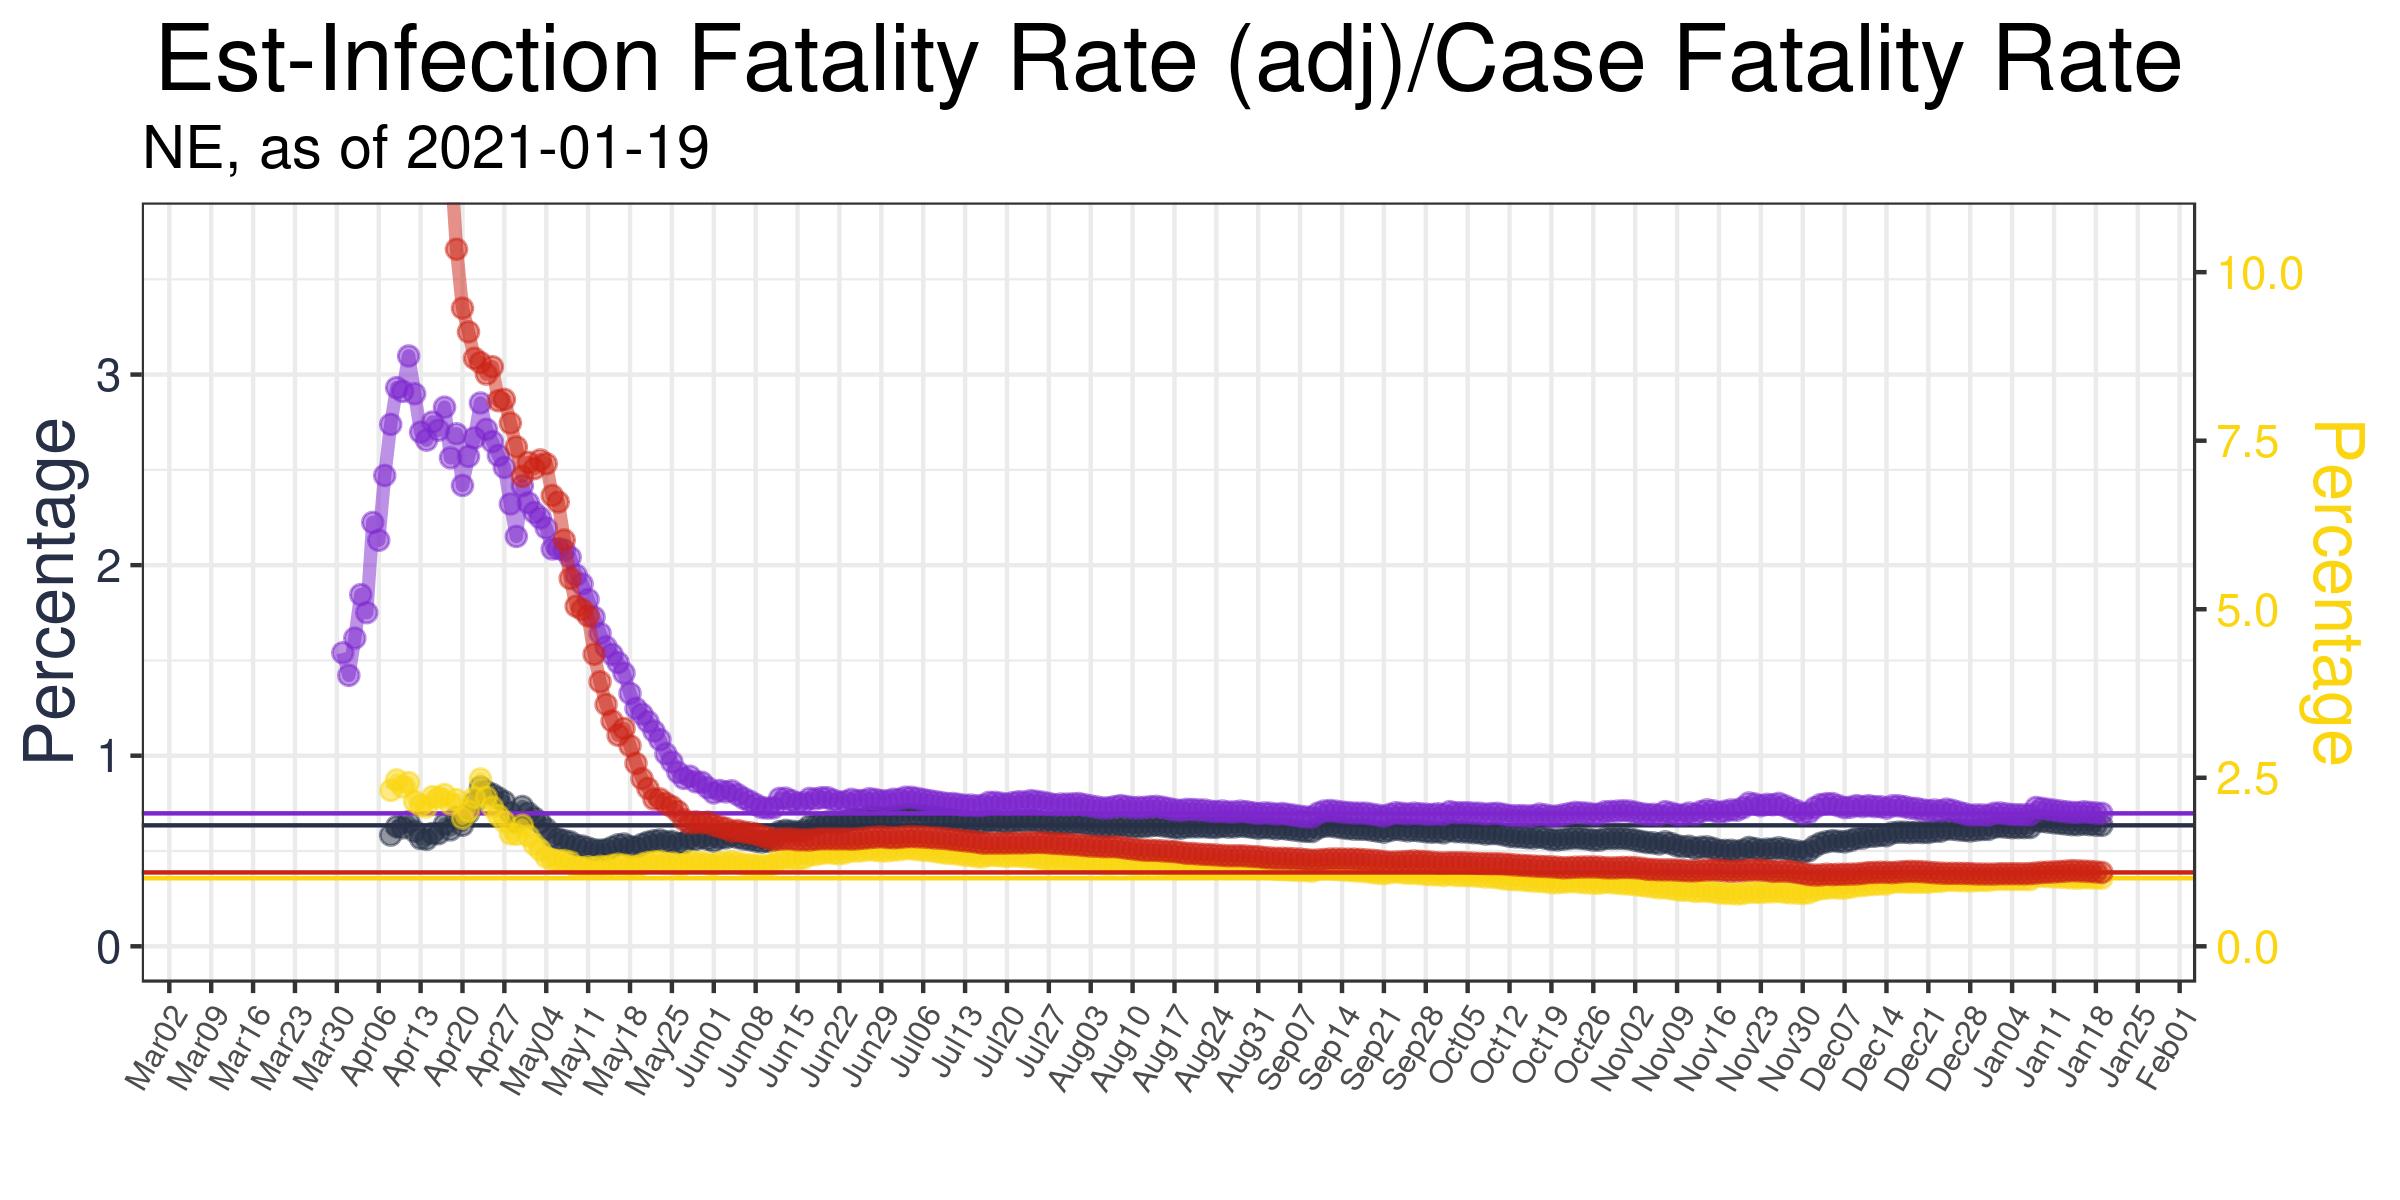 Est-Infection Fatality Rate (adj)/Case Fatality Rate
NE, as of 2021-01-19
Percentage
3
2
1
0
10.0
7.5
5.0
2.5
0.0
Percentage
Mar02
Mar09
Mar16
Mar23
Mar30
Apr06
Apr13
Apr20
Apr27
May04
May11
May18
May25
Jun01
Jun08
Jun15
Jun22
Jun29
Jul06
Jul13
Jul20
Jul27
Aug03
Aug10
Aug17
Aug24
Aug31
Sep07
Sep14
Sep21
Sep28
Oct05
Oct12
Oct19
Oct26
Nov02
Nov09
Nov16
Nov23
Nov30
Dec07
Dec14
Dec21
Dec28
Jan04
Jan11
Jan18
Jan25
Feb01